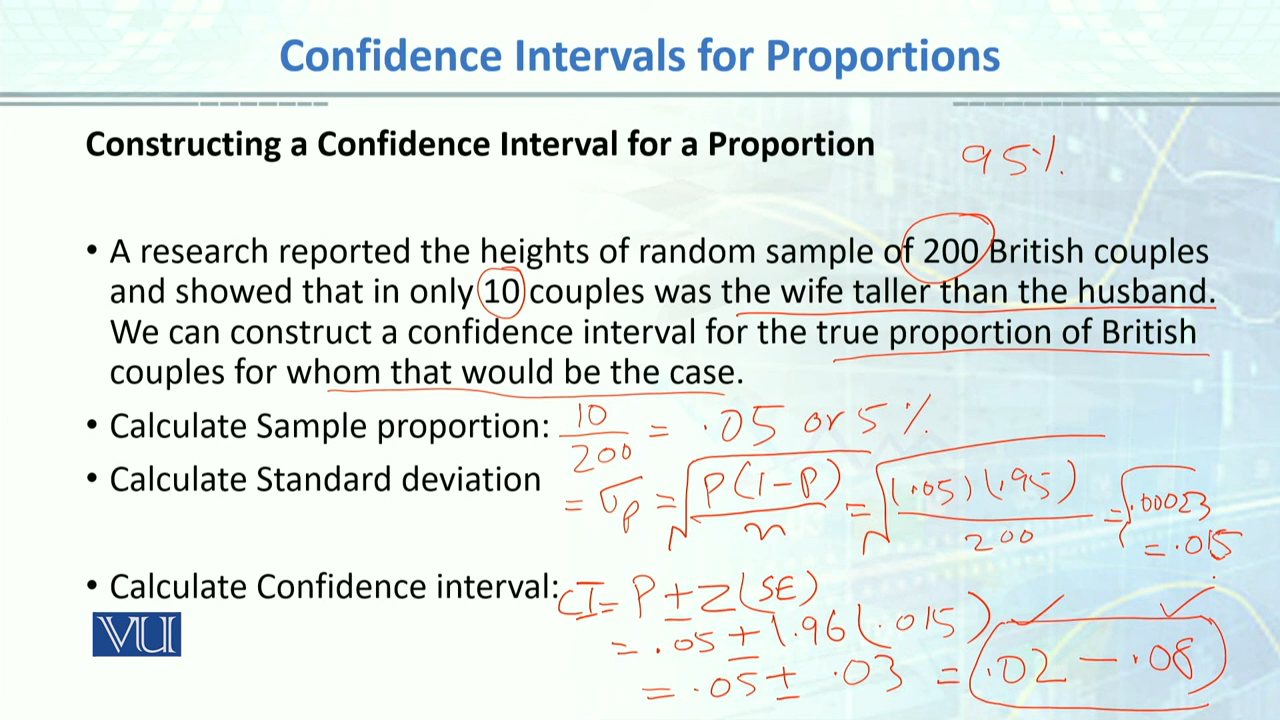 Confidence Intervals for Proportions
Constructing a Confidence Interval for a Proportion
95%
• A research reported the heights of random sample of 200 British couples
and showed that in only 10 couples was the wife taller than the husband.
We can construct a confidence interval for the true proportion of British
couples for whom that would be the case.
• Calculate Sample proportion: 10/200 = .05 or 5%
• Calculate Standard deviation
= σp = √(P(1-P)/n) = √((.05)(.95)/200) = √.00023
= .015
• Calculate Confidence interval: CI = P ± Z(SE)
= .05 ± 1.96(.015)
= .05 ± .03 = (.02 — .08)
VU